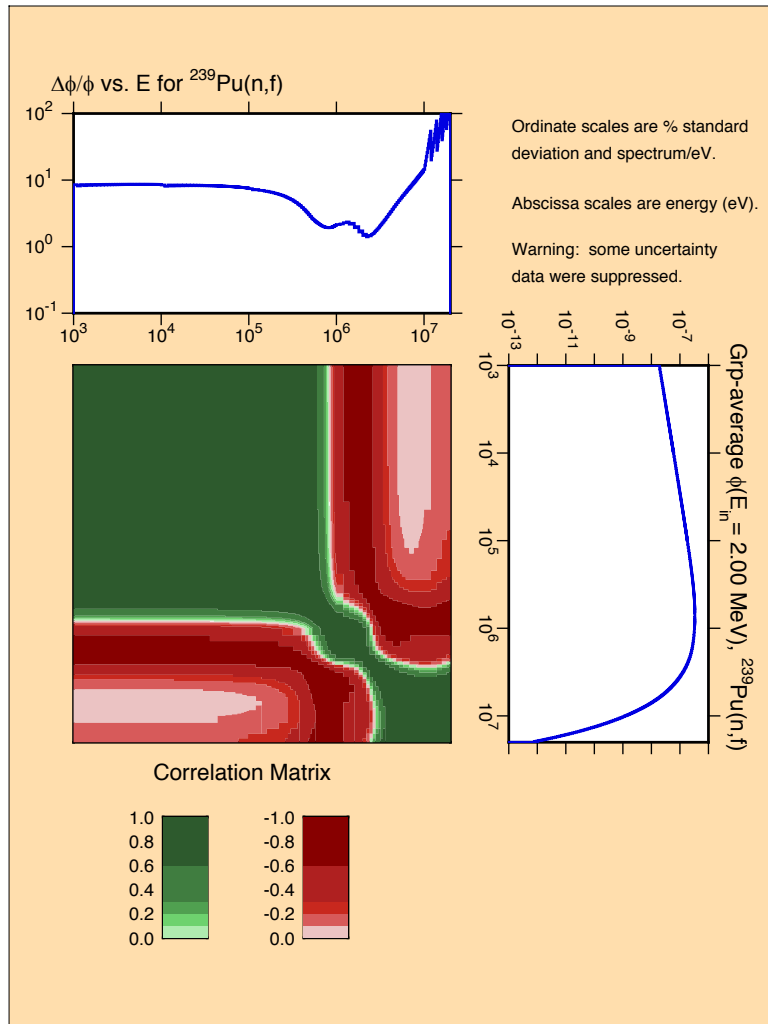 Δϕ/ϕ vs. E for ²³⁹Pu(n,f)
10²
10¹
10⁰
10⁻¹
10³ 10⁴ 10⁵ 10⁶ 10⁷
Ordinate scales are % standard
deviation and spectrum/eV.
Abscissa scales are energy (eV).
Warning: some uncertainty
data were suppressed.
10⁻¹³ 10⁻¹¹ 10⁻⁹ 10⁻⁷
10³
10⁴
10⁵
10⁶
10⁷
Grp-average ϕ(E_in = 2.00 MeV), ²³⁹Pu(n,f)
Correlation Matrix
1.0
0.8
0.6
0.4
0.2
0.0
-1.0
-0.8
-0.6
-0.4
-0.2
0.0